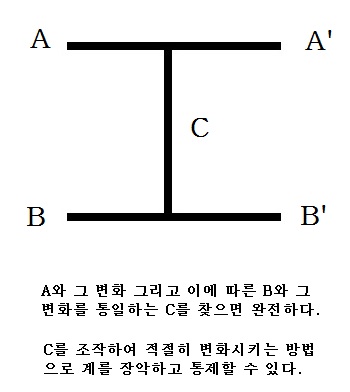 A A'
C
B B'
A와 그 변화 그리고 이에 따른 B와 그
변화를 통일하는 C를 찾으면 완전하다.
C를 조작하여 적절히 변화시키는 방법
으로 계를 장악하고 통제할 수 있다.